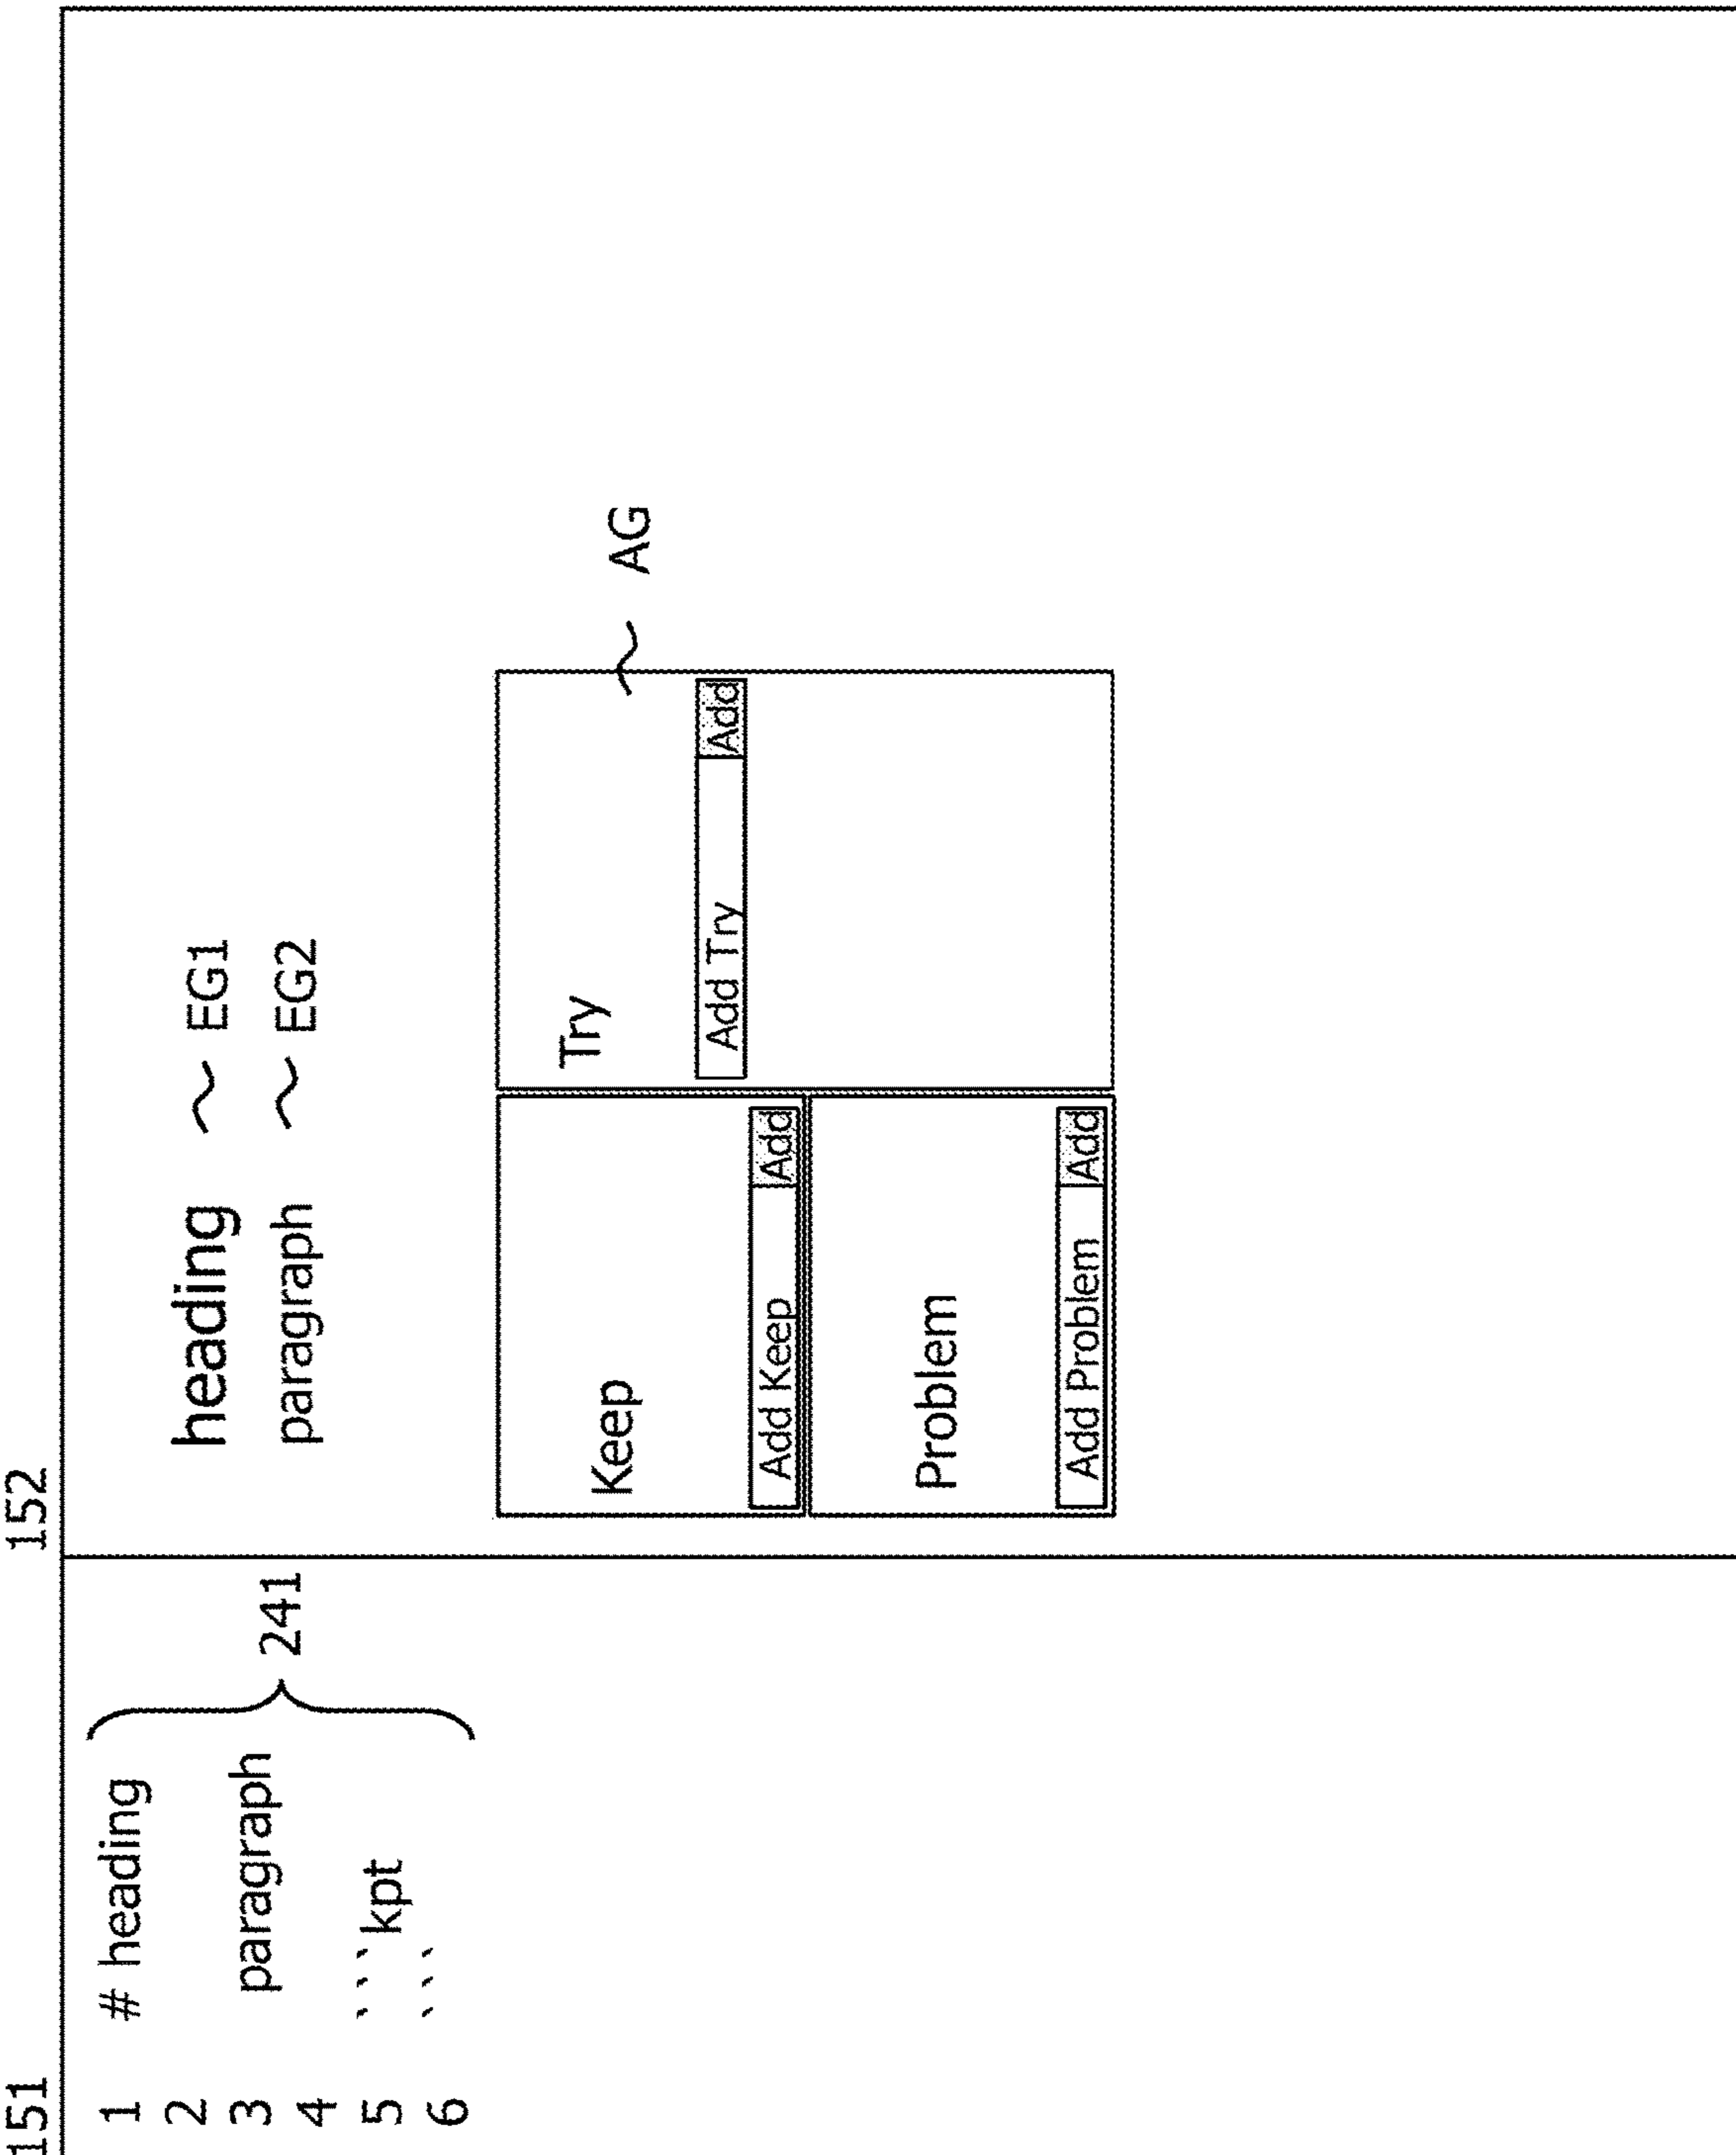 151
152
1 # heading
2
3 paragraph
4
5 ```kpt
6 ```
241
heading ~ EG1
paragraph ~ EG2
Keep
Add Keep Add
Problem
Add Problem Add
Try
Add Try Add
AG